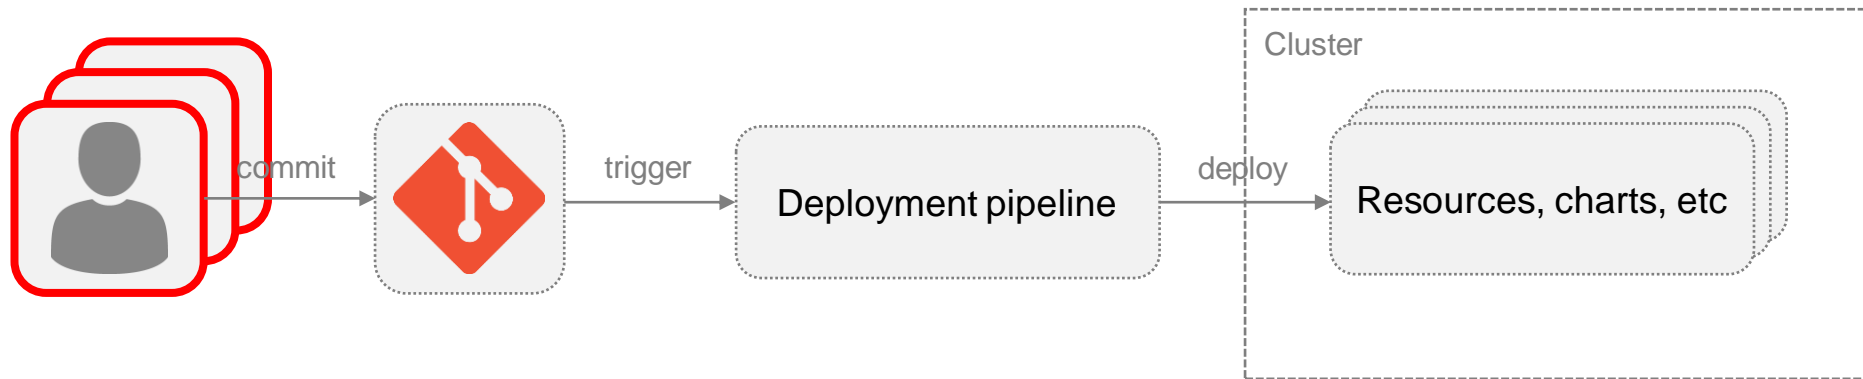 Cluster
commit
trigger
Deployment pipeline
deploy
Resources, charts, etc